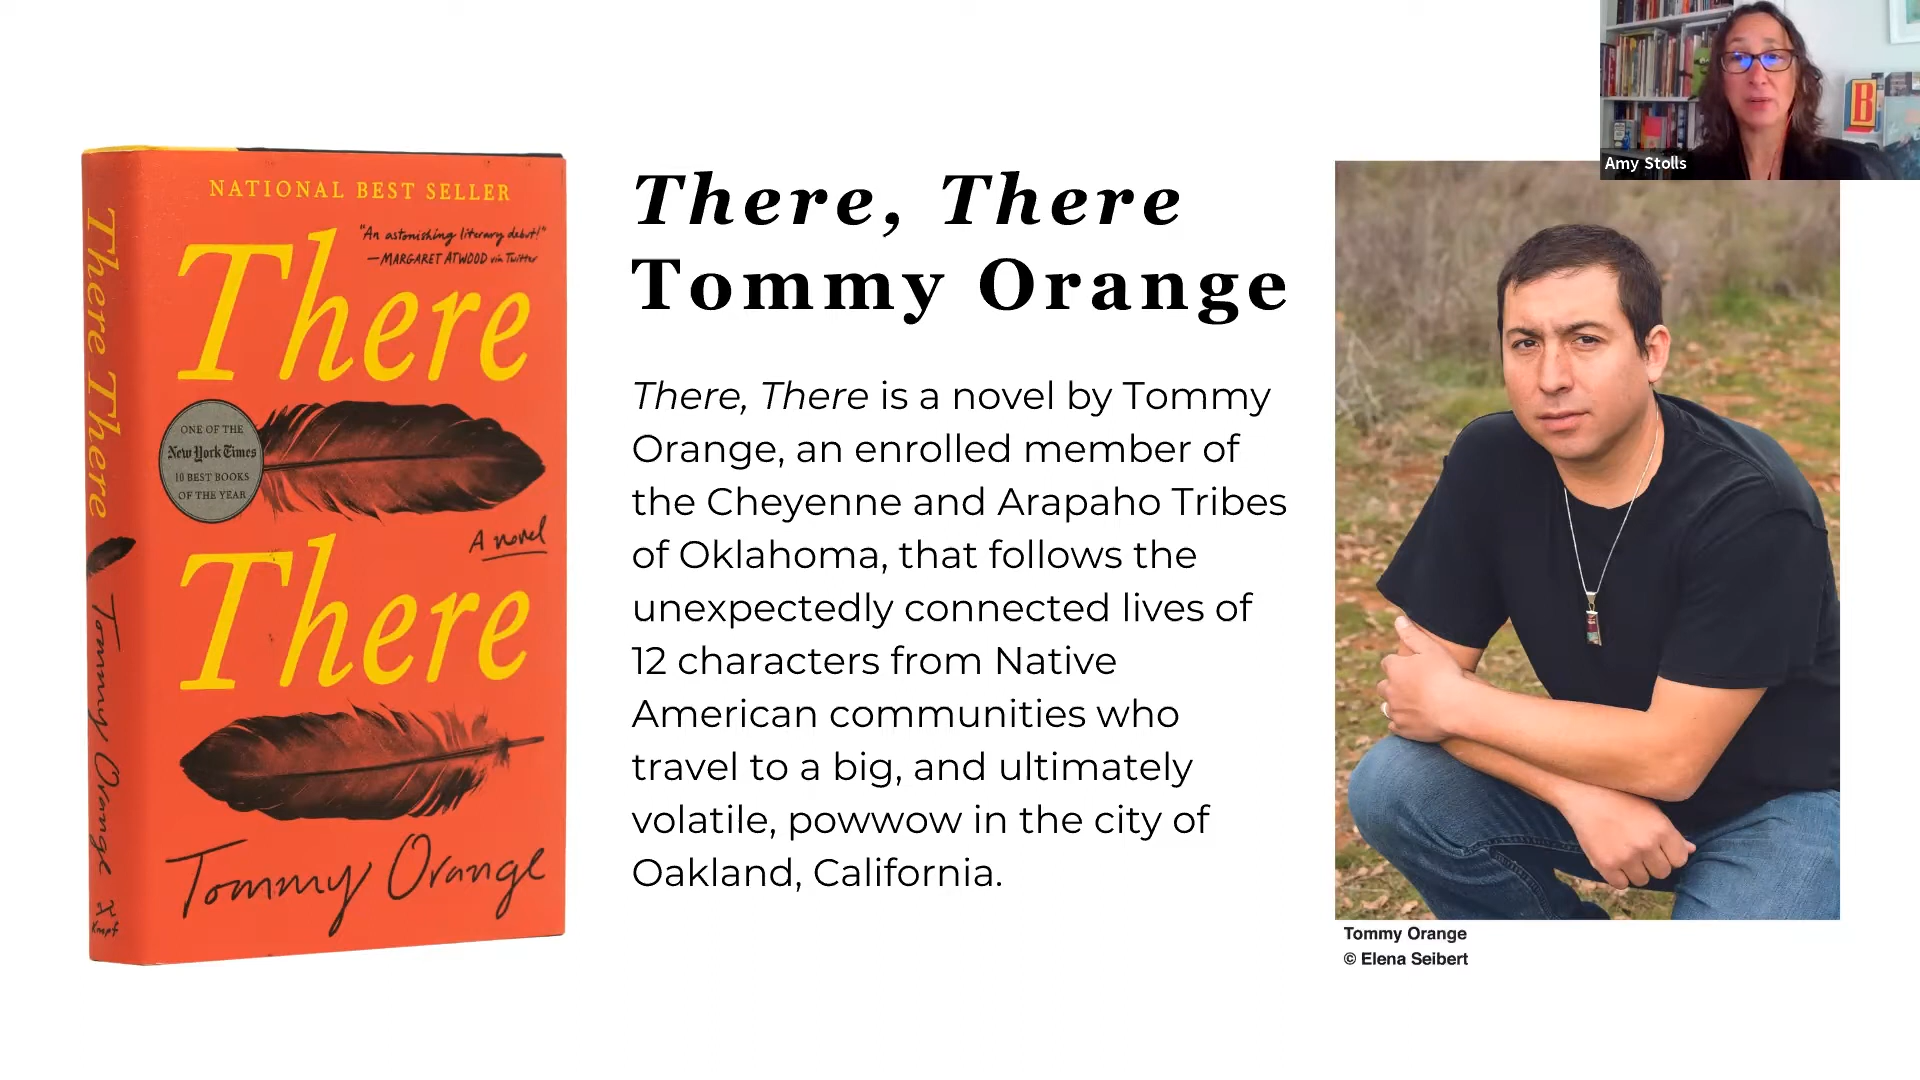 There There
Tommy Orange
Knopf
NATIONAL BEST SELLER
"An astonishing literary debut!"
—MARGARET ATWOOD via Twitter
There
ONE OF THE
New York Times
10 BEST BOOKS
OF THE YEAR
A novel
There
Tommy Orange
There, There
Tommy Orange
There, There is a novel by Tommy
Orange, an enrolled member of
the Cheyenne and Arapaho Tribes
of Oklahoma, that follows the
unexpectedly connected lives of
12 characters from Native
American communities who
travel to a big, and ultimately
volatile, powwow in the city of
Oakland, California.
Tommy Orange
© Elena Seibert
Amy Stolls
B